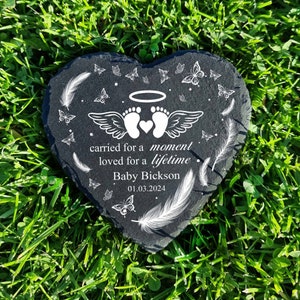 carried for a moment
loved for a lifetime
Baby Bickson
01.03.2024